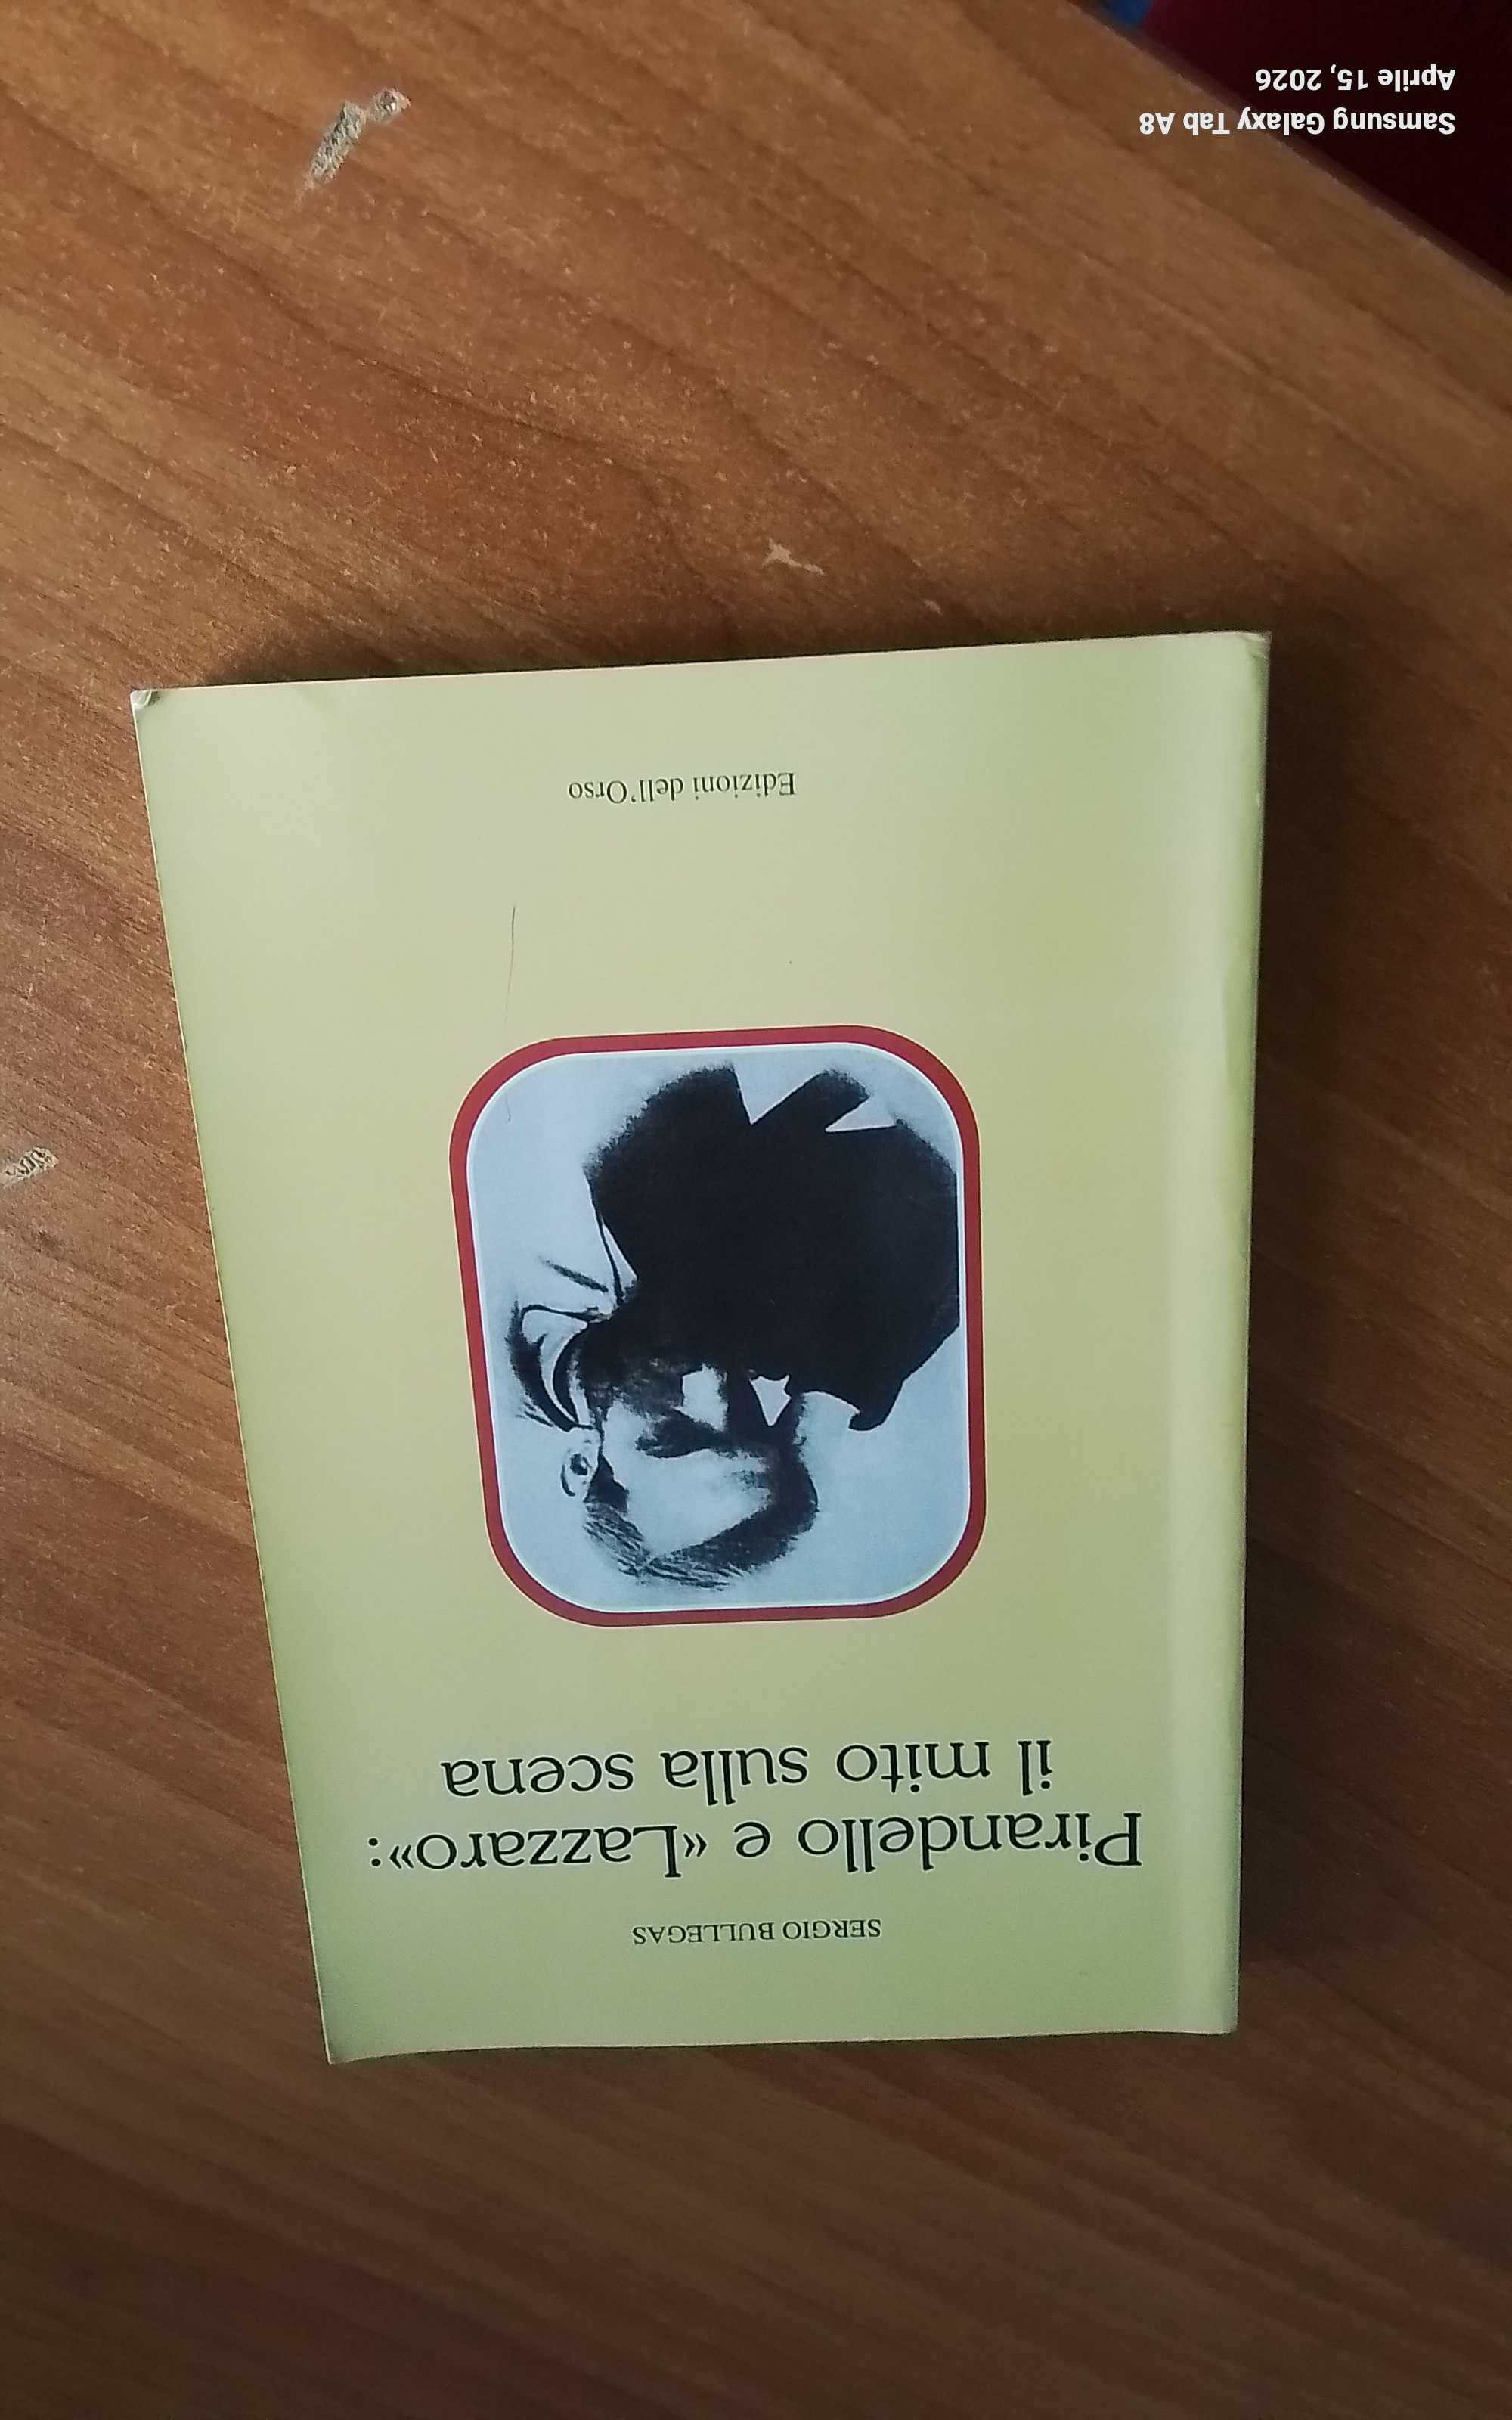 SERGIO BULLEGAS
Pirandello e «Lazzaro»:
il mito sulla scena
Edizioni dell'Orso
Samsung Galaxy Tab A8
Aprile 15, 2026